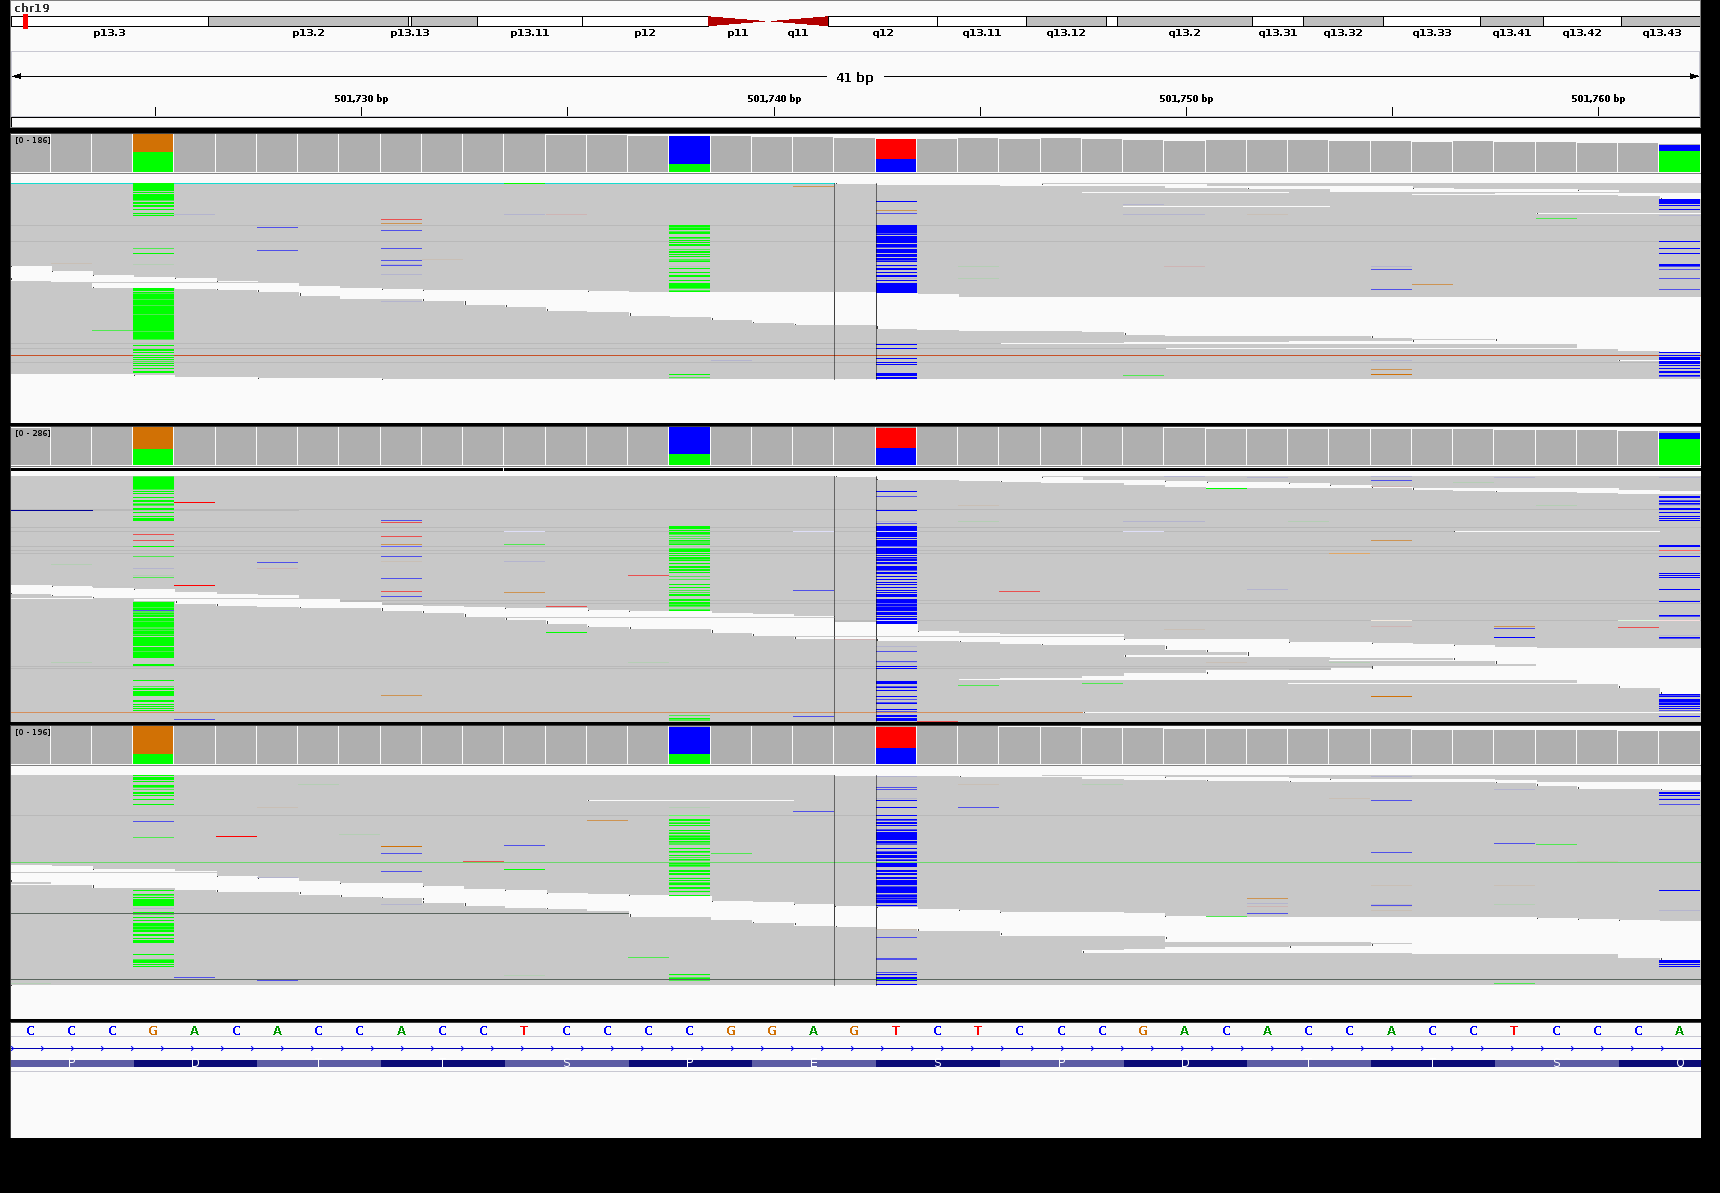 chr19
p13.3 p13.2 p13.13 p13.11 p12 p11 q11 q12 q13.11 q13.12 q13.2 q13.31 q13.32 q13.33 q13.41 q13.42 q13.43
41 bp
501,730 bp 501,740 bp 501,750 bp 501,760 bp
[0 - 186]
[0 - 286]
[0 - 196]
C C C G A C A C C A C C T C C C C G G A G T C T C C C G A C A C C A C C T C C C A
P D T T S P E S P D T T S Q